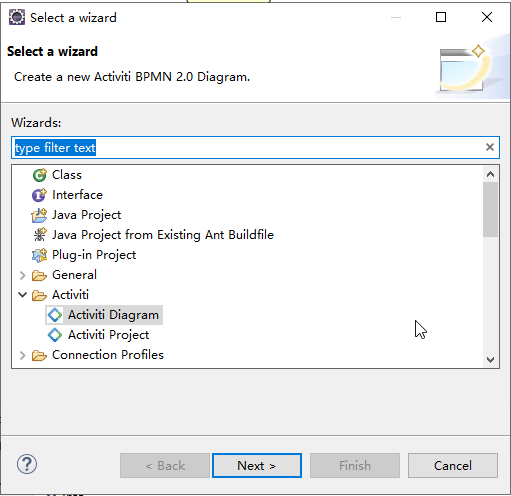 Select a wizard
Select a wizard
Create a new Activiti BPMN 2.0 Diagram.
Wizards:
type filter text
Class
Interface
Java Project
Java Project from Existing Ant Buildfile
Plug-in Project
General
Activiti
Activiti Diagram
Activiti Project
Connection Profiles
< Back
Next >
Finish
Cancel